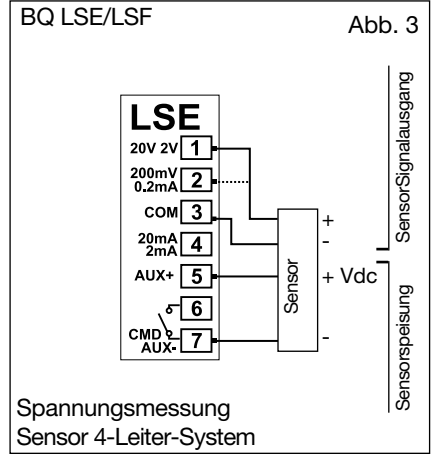 BQ LSE/LSF
Abb. 3
LSE
20V 2V 1
200mV
0.2mA 2
COM 3
20mA
2mA 4
AUX+ 5
6
CMD
AUX- 7
Sensor
+
-
+ Vdc
-
SensorSignalausgang
Sensorspeisung
Spannungsmessung
Sensor 4-Leiter-System